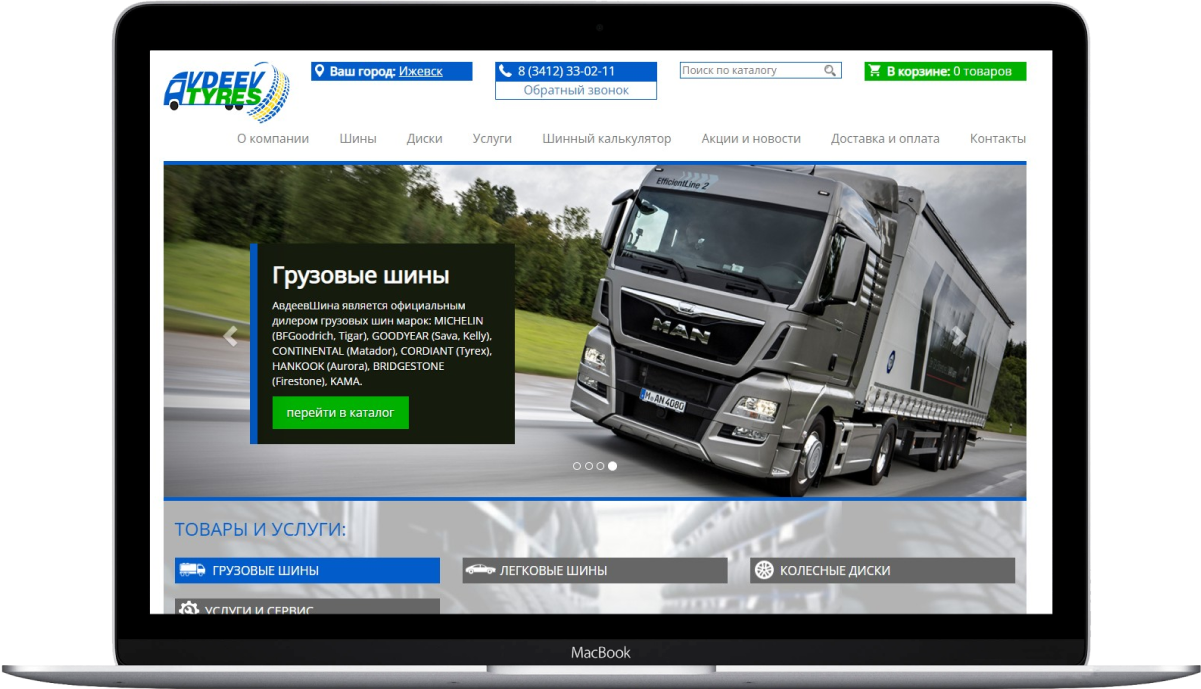 AVDEEV
TYRES
Ваш город: Ижевск
8 (3412) 33-02-11
Обратный звонок
Поиск по каталогу
В корзине: 0 товаров
О компании Шины Диски Услуги Шинный калькулятор Акции и новости Доставка и оплата Контакты
EfficientLine 2
Грузовые шины
АвдеевШина является официальным
дилером грузовых шин марок: MICHELIN
(BFGoodrich, Tigar), GOODYEAR (Sava, Kelly),
CONTINENTAL (Matador), CORDIANT (Tyrex),
HANKOOK (Aurora), BRIDGESTONE
(Firestone), КАМА.
перейти в каталог
MAN
M AN 4080
ТОВАРЫ И УСЛУГИ:
ГРУЗОВЫЕ ШИНЫ
ЛЕГКОВЫЕ ШИНЫ
КОЛЕСНЫЕ ДИСКИ
УСЛУГИ И СЕРВИС
MacBook